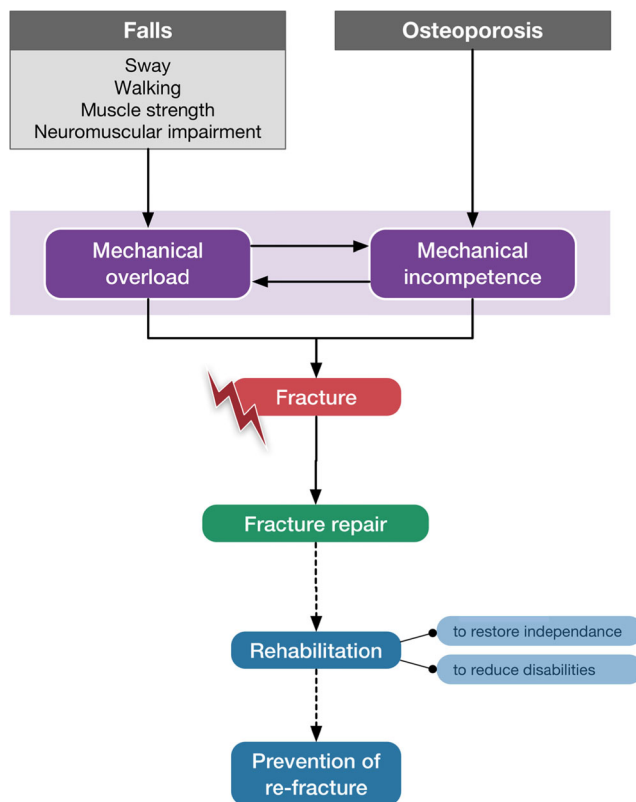 Falls
Sway
Walking
Muscle strength
Neuromuscular impairment
Osteoporosis
Mechanical
overload
Mechanical
incompetence
Fracture
Fracture repair
Rehabilitation
to restore independance
to reduce disabilities
Prevention of
re-fracture